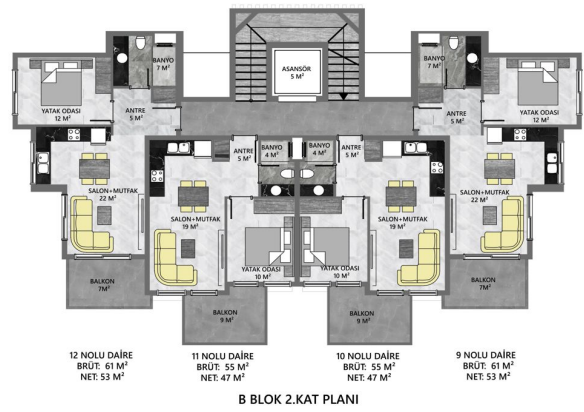 ASANSÖR
5 M²
BANYO
7 M²
BANYO
7 M²
YATAK ODASI
12 M²
ANTRE
5 M²
ANTRE
5 M²
YATAK ODASI
12 M²
ANTRE
5 M²
BANYO
4 M²
BANYO
4 M²
ANTRE
5 M²
SALON+MUTFAK
22 M²
SALON+MUTFAK
19 M²
SALON+MUTFAK
19 M²
SALON+MUTFAK
22 M²
YATAK ODASI
10 M²
YATAK ODASI
10 M²
BALKON
7M²
BALKON
9 M²
BALKON
9 M²
BALKON
7M²
12 NOLU DAİRE
BRÜT: 61 M²
NET: 53 M²
11 NOLU DAİRE
BRÜT: 55 M²
NET: 47 M²
10 NOLU DAİRE
BRÜT: 55 M²
NET: 47 M²
9 NOLU DAİRE
BRÜT: 61 M²
NET: 53 M²
B BLOK 2.KAT PLANI